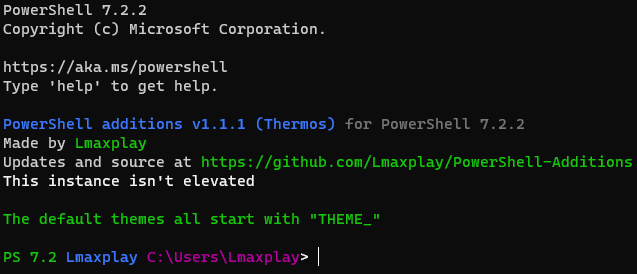 PowerShell 7.2.2
Copyright (c) Microsoft Corporation.
https://aka.ms/powershell
Type 'help' to get help.
PowerShell additions v1.1.1 (Thermos) for PowerShell 7.2.2
Made by Lmaxplay
Updates and source at https://github.com/Lmaxplay/PowerShell-Additions
This instance isn't elevated
The default themes all start with "THEME_"
PS 7.2 Lmaxplay C:\Users\Lmaxplay>